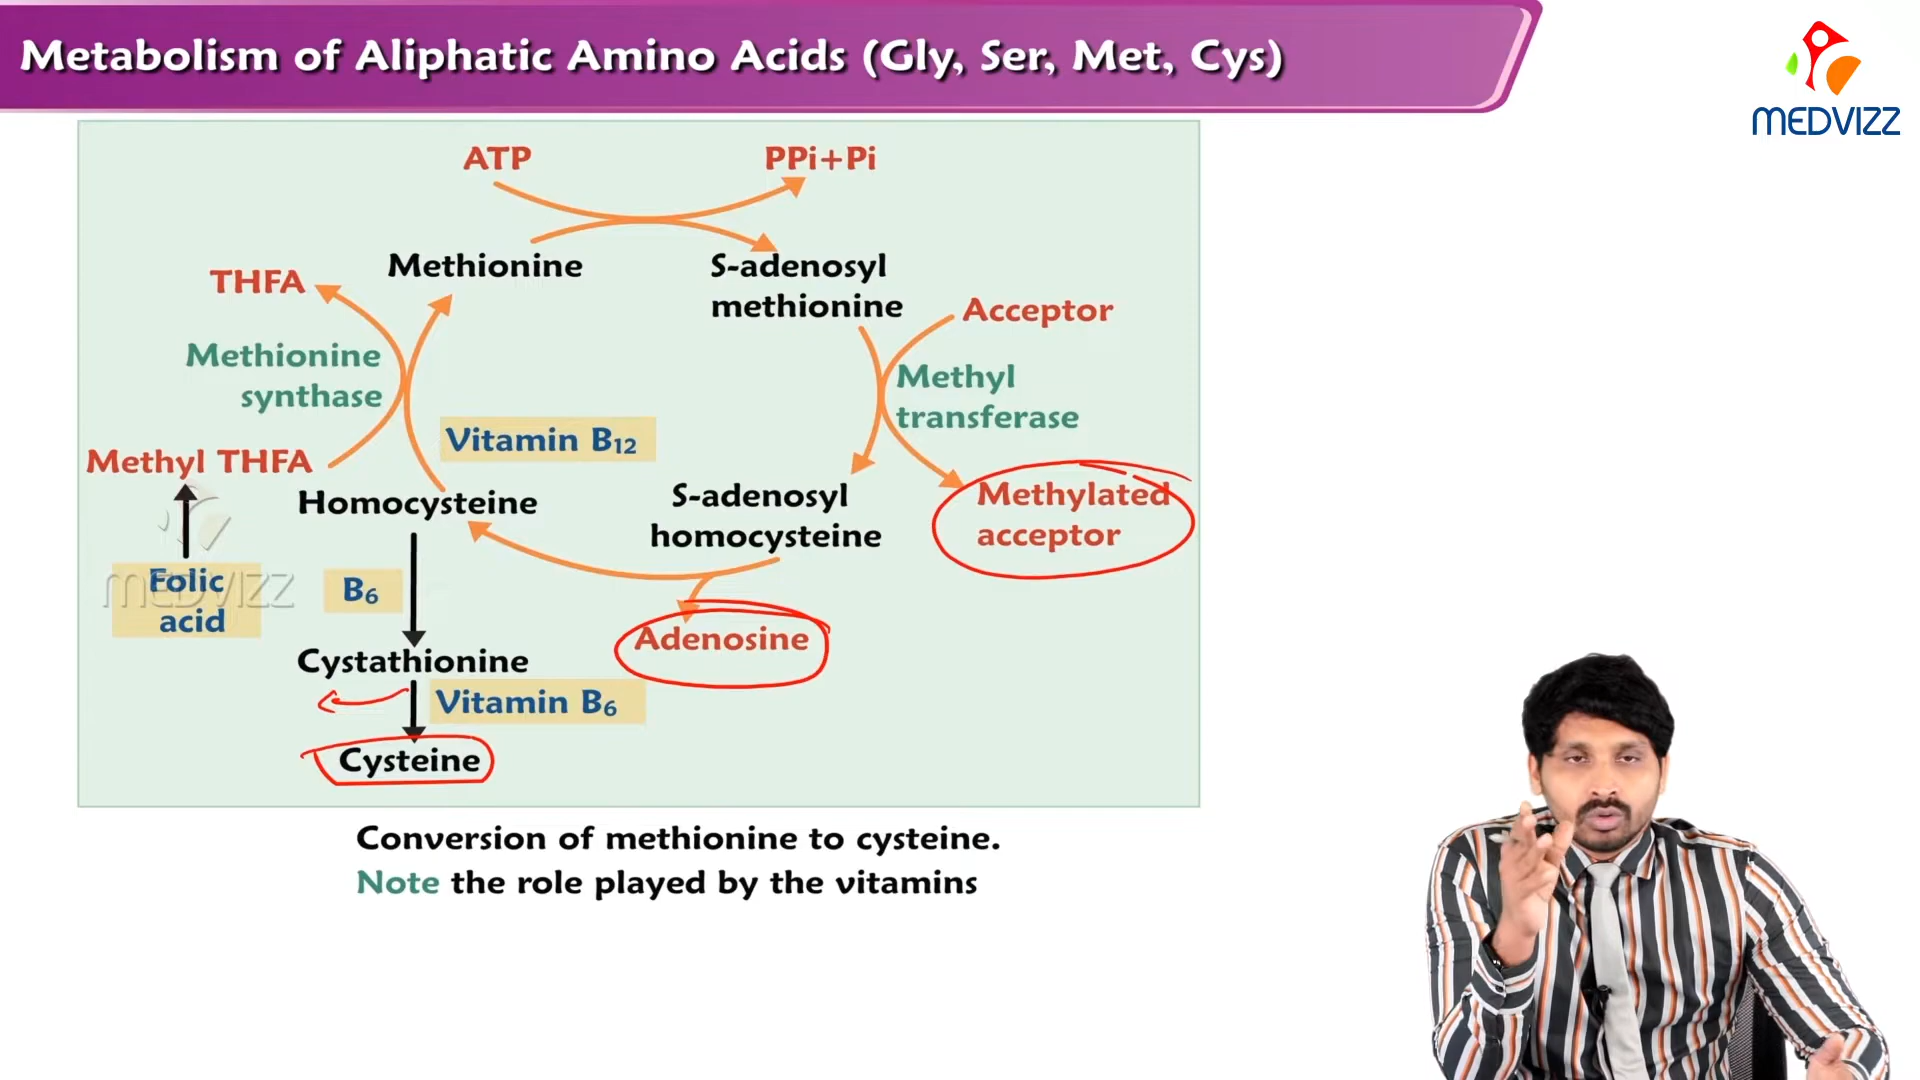 Metabolism of Aliphatic Amino Acids (Gly, Ser, Met, Cys)
MEDVIZZ
ATP
PPi+Pi
THFA
Methionine
S-adenosyl
methionine
Acceptor
Methionine
synthase
Methyl
transferase
Vitamin B12
Methyl THFA
Homocysteine
S-adenosyl
homocysteine
Methylated
acceptor
Folic
acid
MEDVIZZ
B6
Adenosine
Cystathionine
Vitamin B6
Cysteine
Conversion of methionine to cysteine.
Note the role played by the vitamins